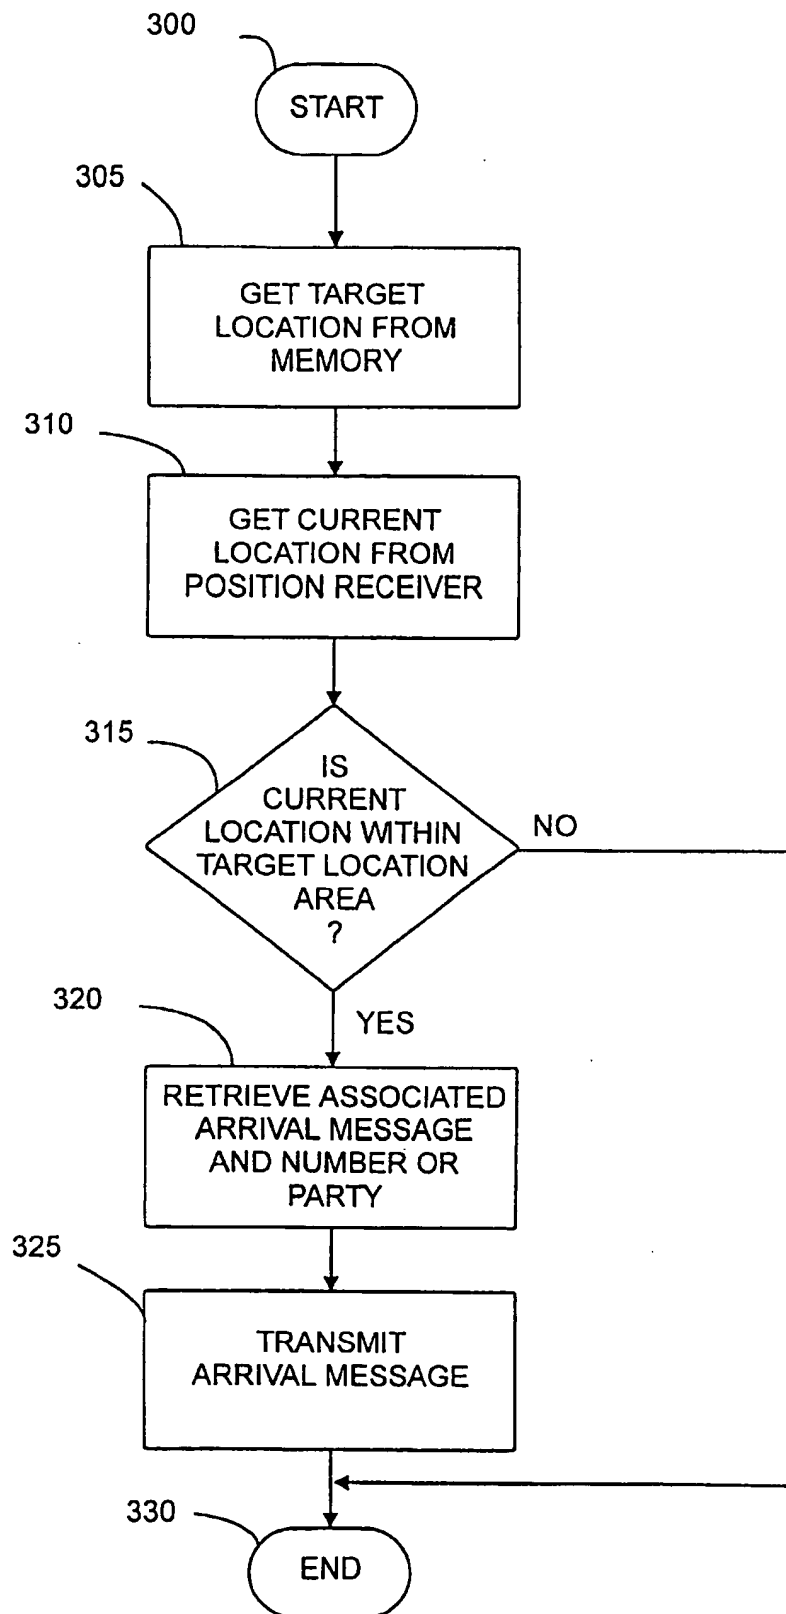 300
START
305
GET TARGET
LOCATION FROM
MEMORY
310
GET CURRENT
LOCATION FROM
POSITION RECEIVER
315
IS
CURRENT
LOCATION WITHIN
TARGET LOCATION
AREA
?
NO
YES
320
RETRIEVE ASSOCIATED
ARRIVAL MESSAGE
AND NUMBER OR
PARTY
325
TRANSMIT
ARRIVAL MESSAGE
330
END